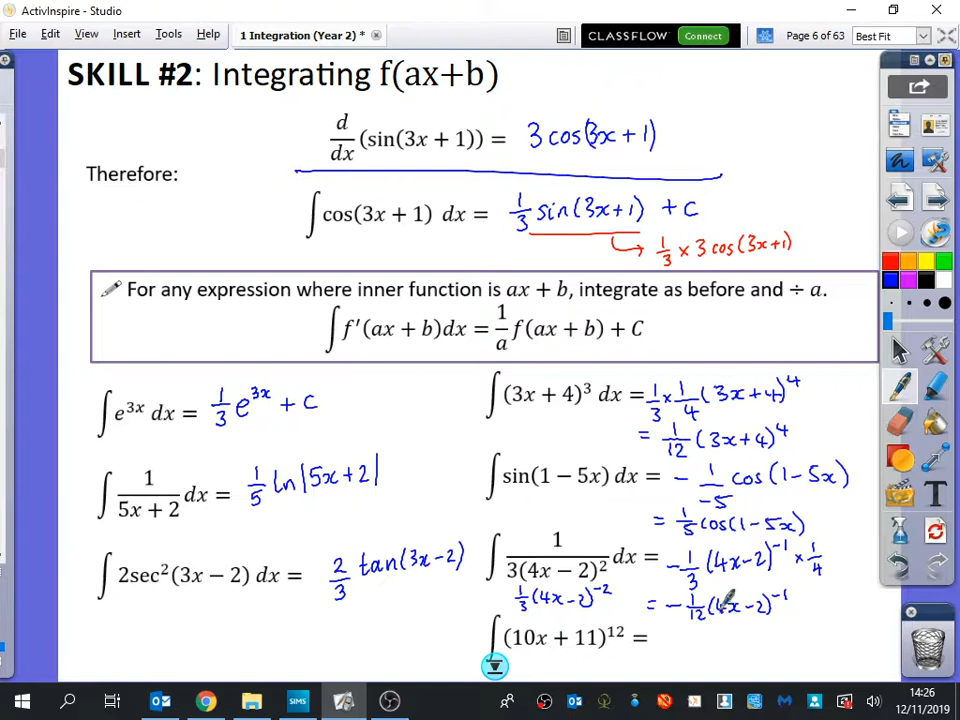 ActivInspire - Studio
File Edit View Insert Tools Help
1 Integration (Year 2) *
CLASSFLOW Connect
Page 6 of 63
Best Fit
SKILL #2: Integrating f(ax+b)
d/dx (sin(3x + 1)) = 3 cos(3x + 1)
Therefore:
∫ cos(3x + 1) dx = 1/3 sin(3x+1) + C
1/3 × 3 cos(3x+1)
For any expression where inner function is ax + b, integrate as before and ÷ a.
∫ f'(ax + b)dx = 1/a f(ax + b) + C
∫ e^3x dx = 1/3 e^3x + C
∫ 1/(5x + 2) dx = 1/5 ln|5x+2|
∫ 2sec²(3x − 2) dx = 2/3 tan(3x−2)
∫ (3x + 4)³ dx = 1/3 × 1/4 (3x+4)⁴
= 1/12 (3x+4)⁴
∫ sin(1 − 5x) dx = − 1/−5 cos(1−5x)
= 1/5 cos(1−5x)
∫ 1/(3(4x − 2)²) dx = −1/3 (4x−2)⁻¹ × 1/4
1/3 (4x−2)⁻² = −1/12 (4x−2)⁻¹
∫ (10x + 11)¹² =
T
SIMS
14:26
12/11/2019